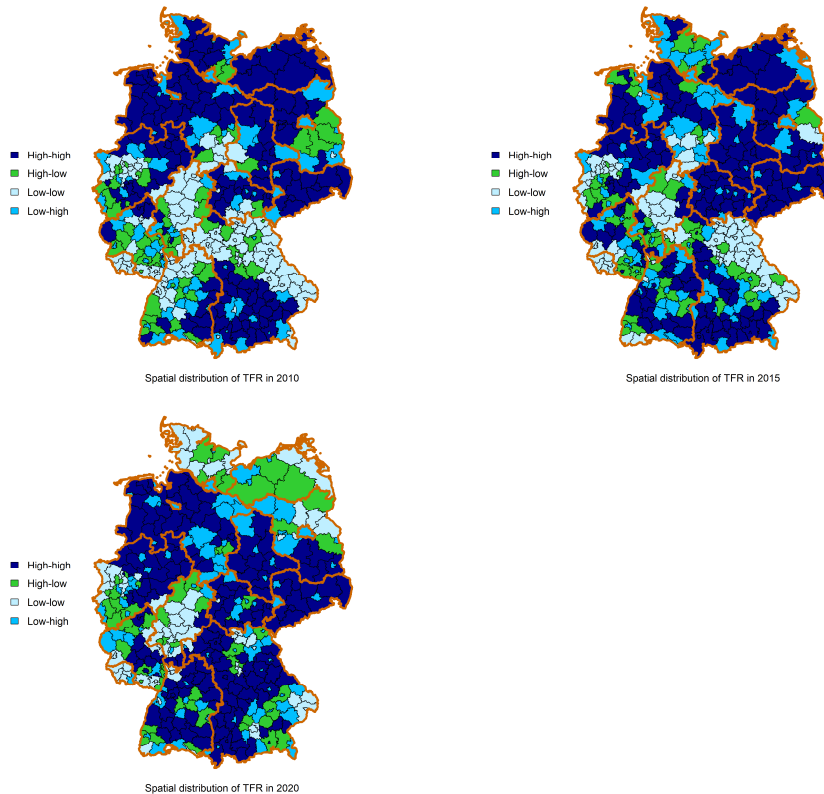 High-high
High-low
Low-low
Low-high
Spatial distribution of TFR in 2010
High-high
High-low
Low-low
Low-high
Spatial distribution of TFR in 2015
High-high
High-low
Low-low
Low-high
Spatial distribution of TFR in 2020